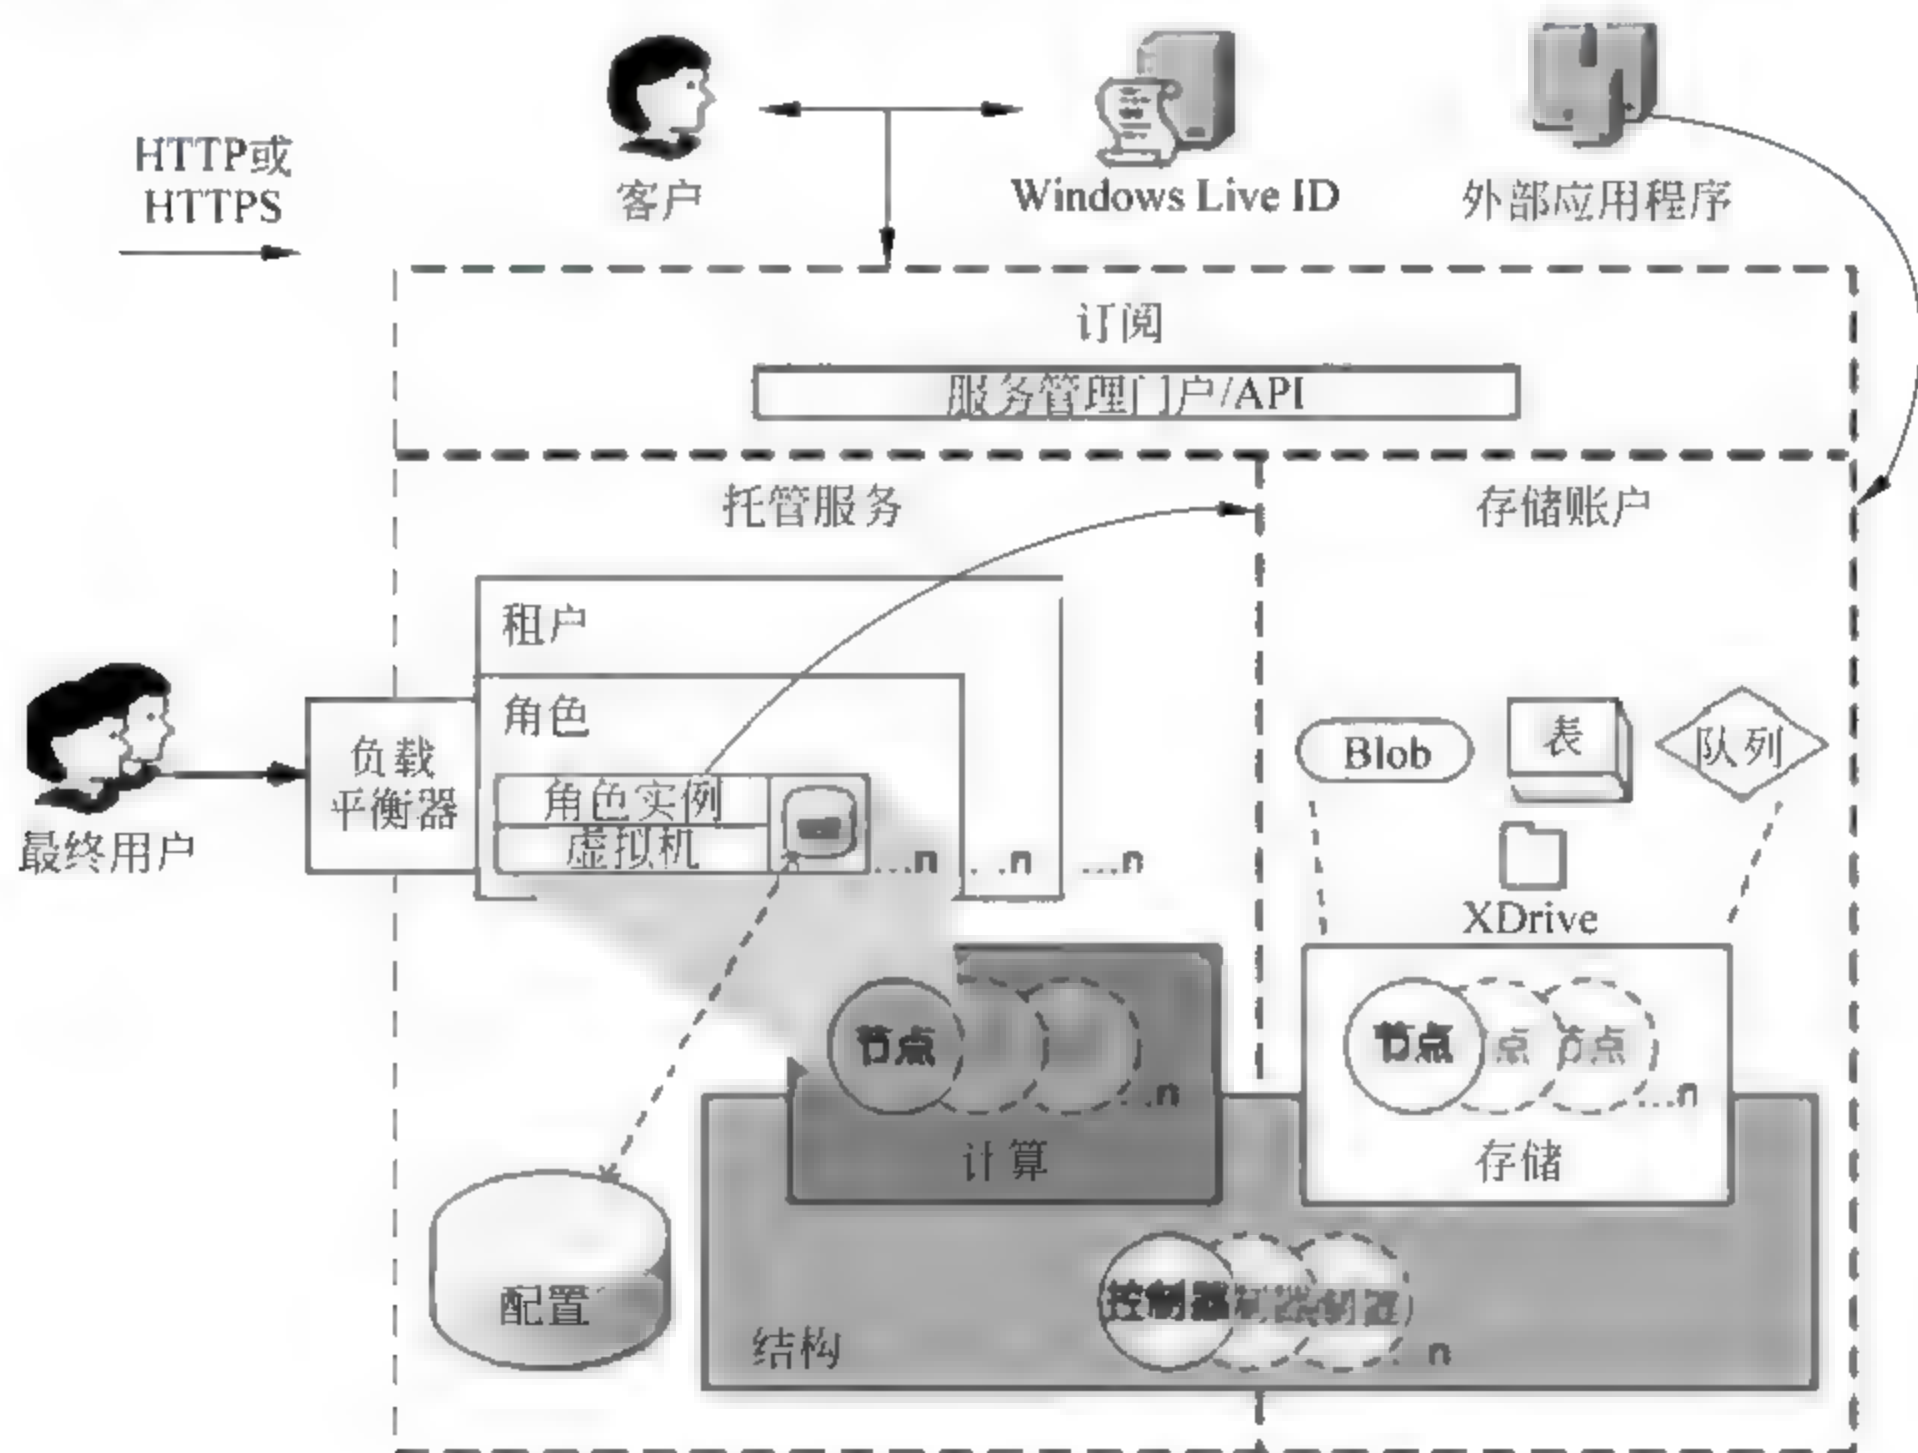 HTTP或
HTTPS
客户
Windows Live ID
外部应用程序
订阅
服务管理门户/API
托管服务
存储账户
租户
角色
角色实例
虚拟机
...n
...n
...n
负载
平衡器
最终用户
Blob
表
队列
XDrive
节点
...n
计算
节点
点
节点
...n
存储
配置
控制器
n
结构